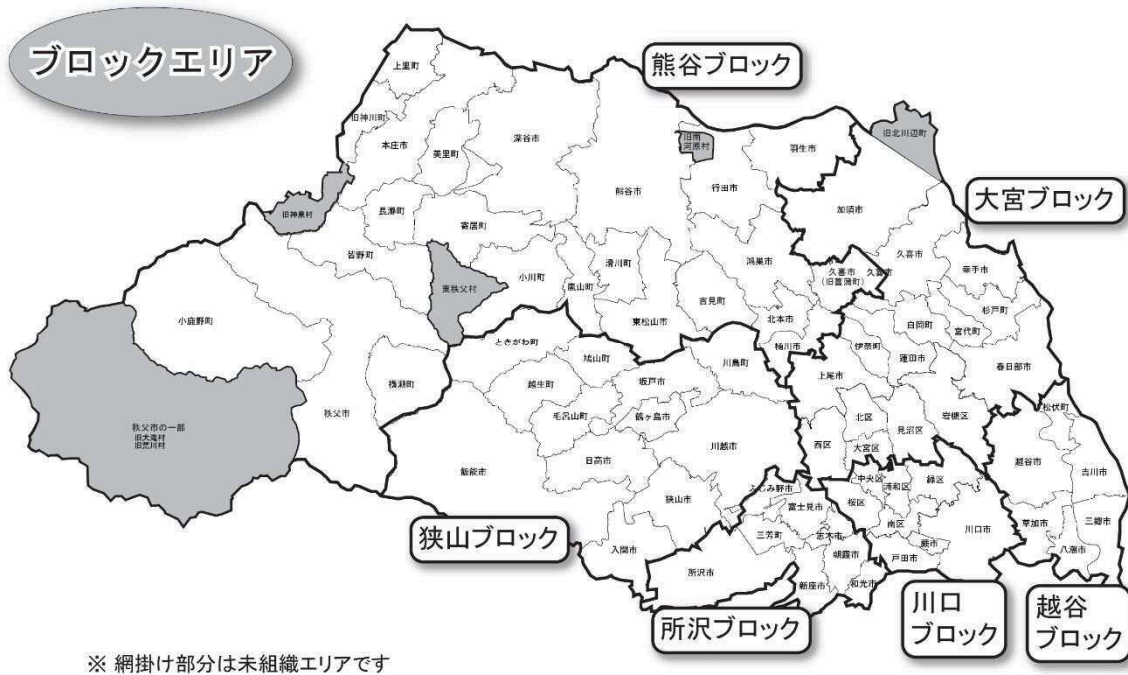 ブロックエリア
熊谷ブロック
大宮ブロック
狭山ブロック
所沢ブロック
川口
ブロック
越谷
ブロック
上里町
旧神川町
本庄市
美里町
深谷市
熊谷市
旧南
河原村
行田市
羽生市
旧北川辺町
加須市
旧神泉村
長瀞町
寄居町
皆野町
東秩父村
小川町
嵐山町
滑川町
東松山市
吉見町
鴻巣市
北本市
桶川市
久喜市
(旧菖蒲町)
久喜市
久喜市
幸手市
杉戸町
宮代町
白岡町
伊奈町
蓮田市
春日部市
上尾市
岩槻区
北区
見沼区
西区
大宮区
小鹿野町
秩父市
横瀬町
秩父市の一部
旧大滝村
旧荒川村
ときがわ町
鳩山町
越生町
毛呂山町
坂戸市
鶴ヶ島市
川島町
川越市
日高市
飯能市
狭山市
入間市
ふじみ野市
富士見市
三芳町
志木市
朝霞市
所沢市
新座市
和光市
中央区
浦和区
緑区
桜区
南区
川口市
蕨市
戸田市
松伏町
越谷市
吉川市
草加市
三郷市
八潮市
※ 網掛け部分は未組織エリアです